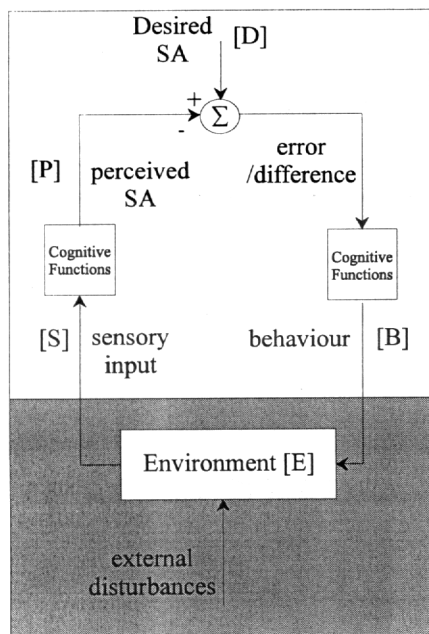 Desired
SA
[D]
+
-
Σ
[P]
perceived
SA
error
/difference
Cognitive
Functions
Cognitive
Functions
[S]
sensory
input
behaviour
[B]
Environment [E]
external
disturbances